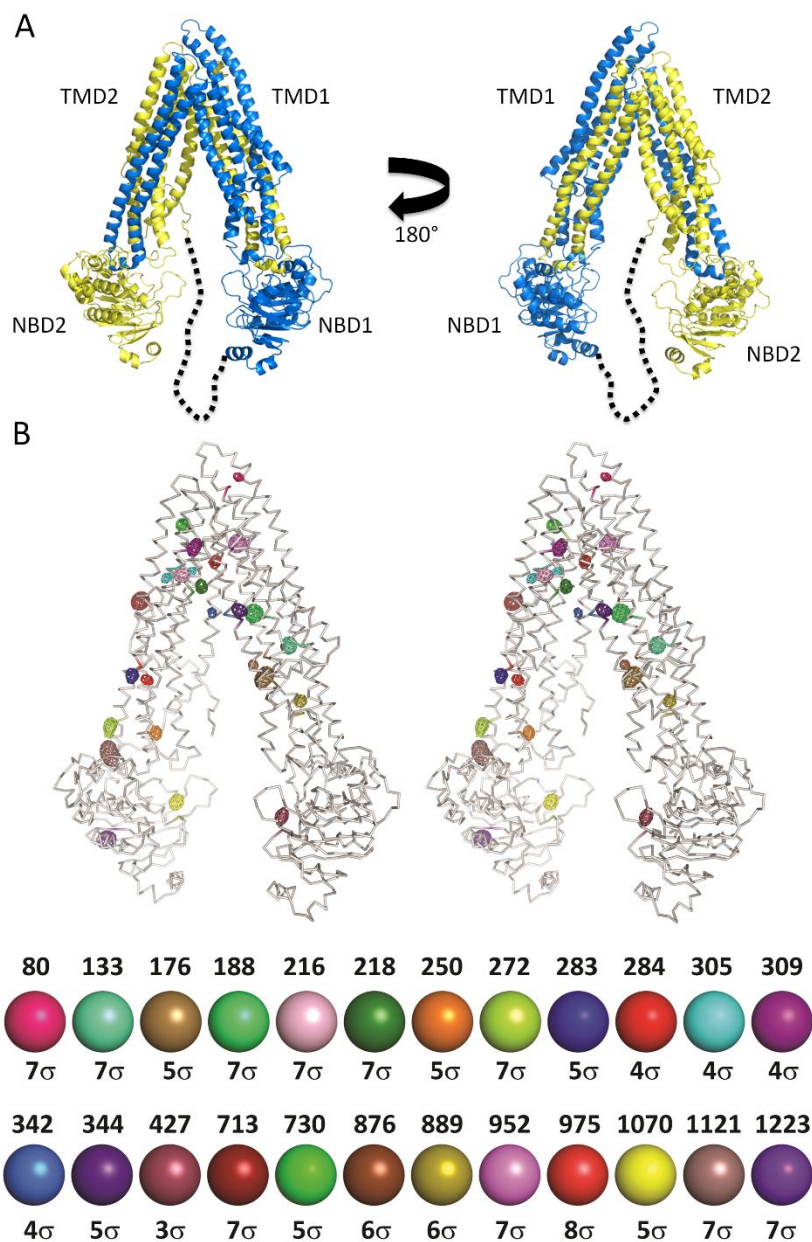 A
TMD2 TMD1 TMD1 TMD2
180°
NBD2 NBD1 NBD1 NBD2
B
80 133 176 188 216 218 250 272 283 284 305 309
7σ 7σ 5σ 7σ 7σ 7σ 5σ 7σ 5σ 4σ 4σ 4σ
342 344 427 713 730 876 889 952 975 1070 1121 1223
4σ 5σ 3σ 7σ 5σ 6σ 6σ 7σ 8σ 5σ 7σ 7σ